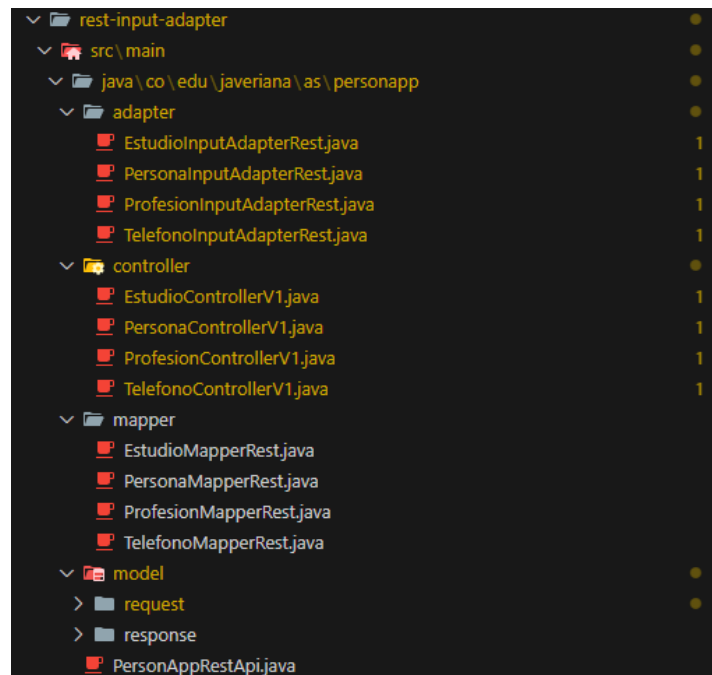 rest-input-adapter
src\main
java\co\edu\javeriana\as\personapp
adapter
EstudioInputAdapterRest.java 1
PersonaInputAdapterRest.java 1
ProfesionInputAdapterRest.java 1
TelefonoInputAdapterRest.java 1
controller
EstudioControllerV1.java 1
PersonaControllerV1.java 1
ProfesionControllerV1.java 1
TelefonoControllerV1.java 1
mapper
EstudioMapperRest.java
PersonaMapperRest.java
ProfesionMapperRest.java
TelefonoMapperRest.java
model
request
response
PersonAppRestApi.java